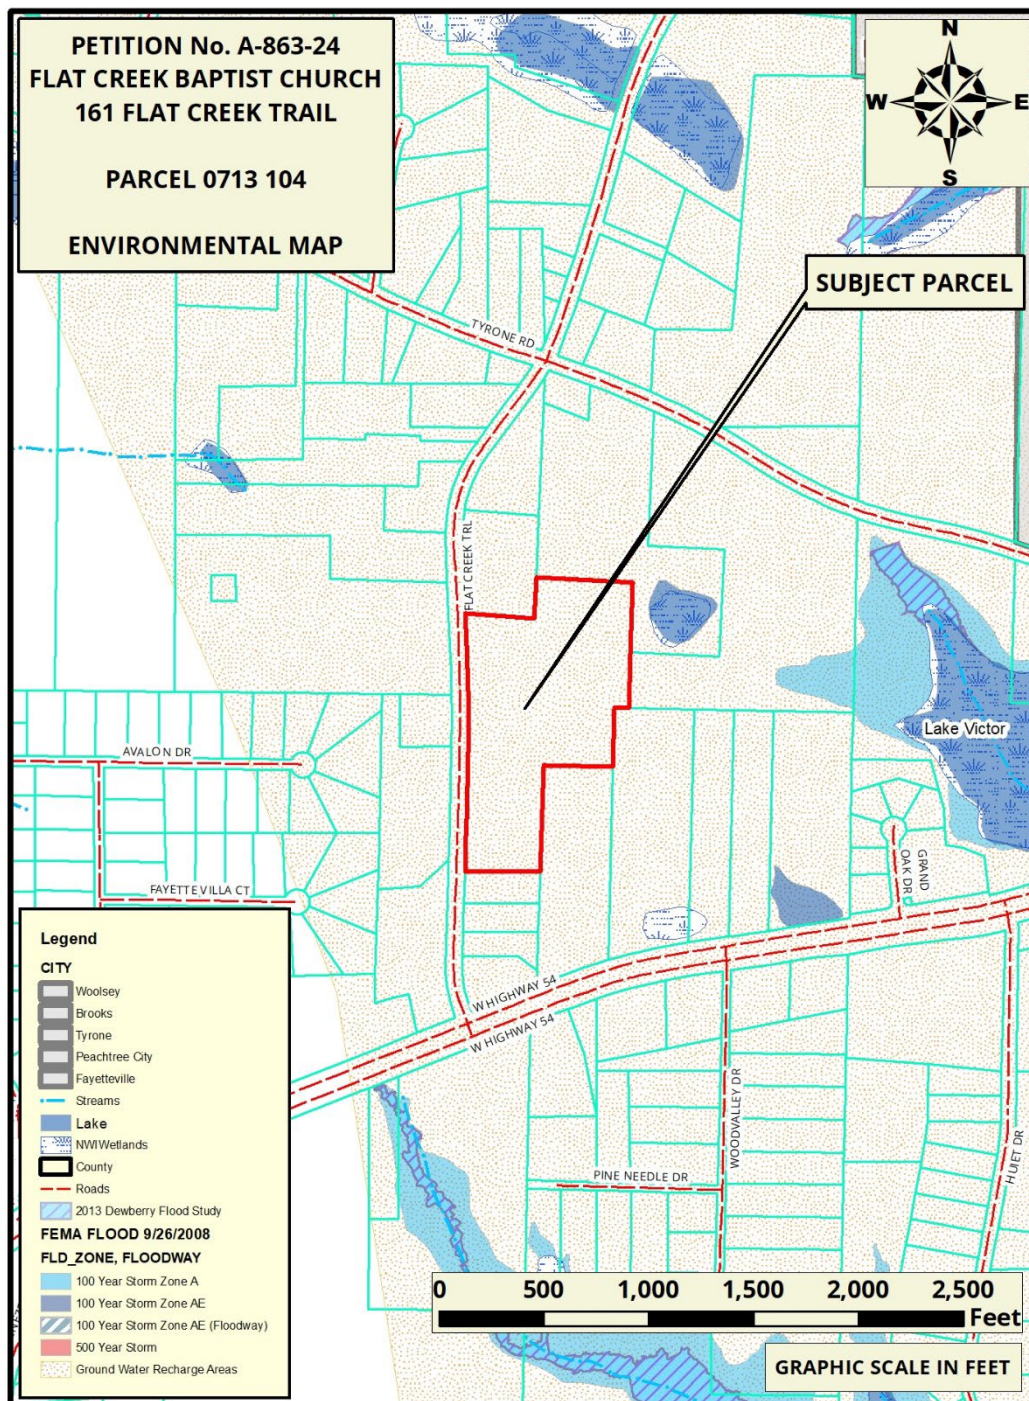 PETITION No. A-863-24
FLAT CREEK BAPTIST CHURCH
161 FLAT CREEK TRAIL
PARCEL 0713 104
ENVIRONMENTAL MAP
N
W
E
S
SUBJECT PARCEL
TYRONE RD
FLAT CREEK TRL
Lake Victor
AVALON DR
GRAND
OAK DR
FAYETTE VILLA CT
W HIGHWAY 54
W HIGHWAY 54
WOODVALLEY DR
HUIET DR
PINE NEEDLE DR
Legend
CITY
Woolsey
Brooks
Tyrone
Peachtree City
Fayetteville
Streams
Lake
NWI Wetlands
County
Roads
2013 Dewberry Flood Study
FEMA FLOOD 9/26/2008
FLD_ZONE, FLOODWAY
100 Year Storm Zone A
100 Year Storm Zone AE
100 Year Storm Zone AE (Floodway)
500 Year Storm
Ground Water Recharge Areas
0 500 1,000 1,500 2,000 2,500
Feet
GRAPHIC SCALE IN FEET